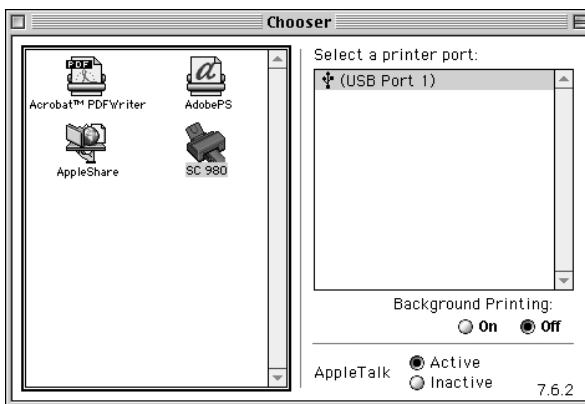 Chooser
PDF
Acrobat™ PDFWriter
a
AdobePS
AppleShare
SC 980
Select a printer port:
(USB Port 1)
Background Printing:
On
Off
AppleTalk
Active
Inactive
7.6.2